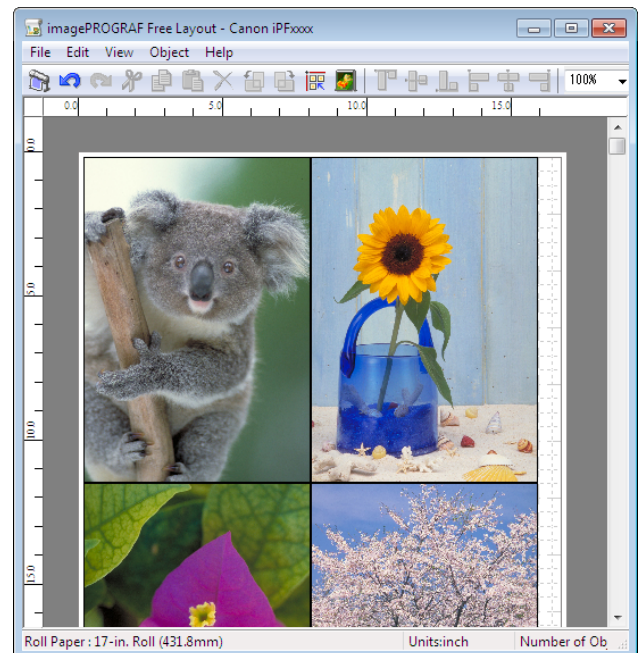 imagePROGRAF Free Layout - Canon iPFxxxx
File Edit View Object Help
100%
0.0 5.0 10.0 15.0
0.0
5.0
10.0
15.0
Roll Paper : 17-in. Roll (431.8mm) Units:inch Number of Ob